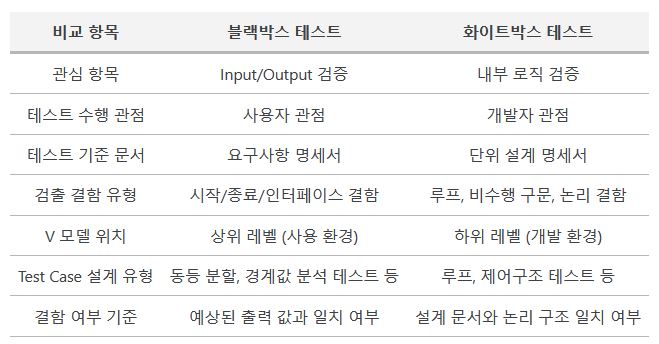 비교 항목 블랙박스 테스트 화이트박스 테스트
관심 항목 Input/Output 검증 내부 로직 검증
테스트 수행 관점 사용자 관점 개발자 관점
테스트 기준 문서 요구사항 명세서 단위 설계 명세서
검출 결함 유형 시작/종료/인터페이스 결함 루프, 비수행 구문, 논리 결함
V 모델 위치 상위 레벨 (사용 환경) 하위 레벨 (개발 환경)
Test Case 설계 유형 동등 분할, 경계값 분석 테스트 등 루프, 제어구조 테스트 등
결함 여부 기준 예상된 출력 값과 일치 여부 설계 문서와 논리 구조 일치 여부